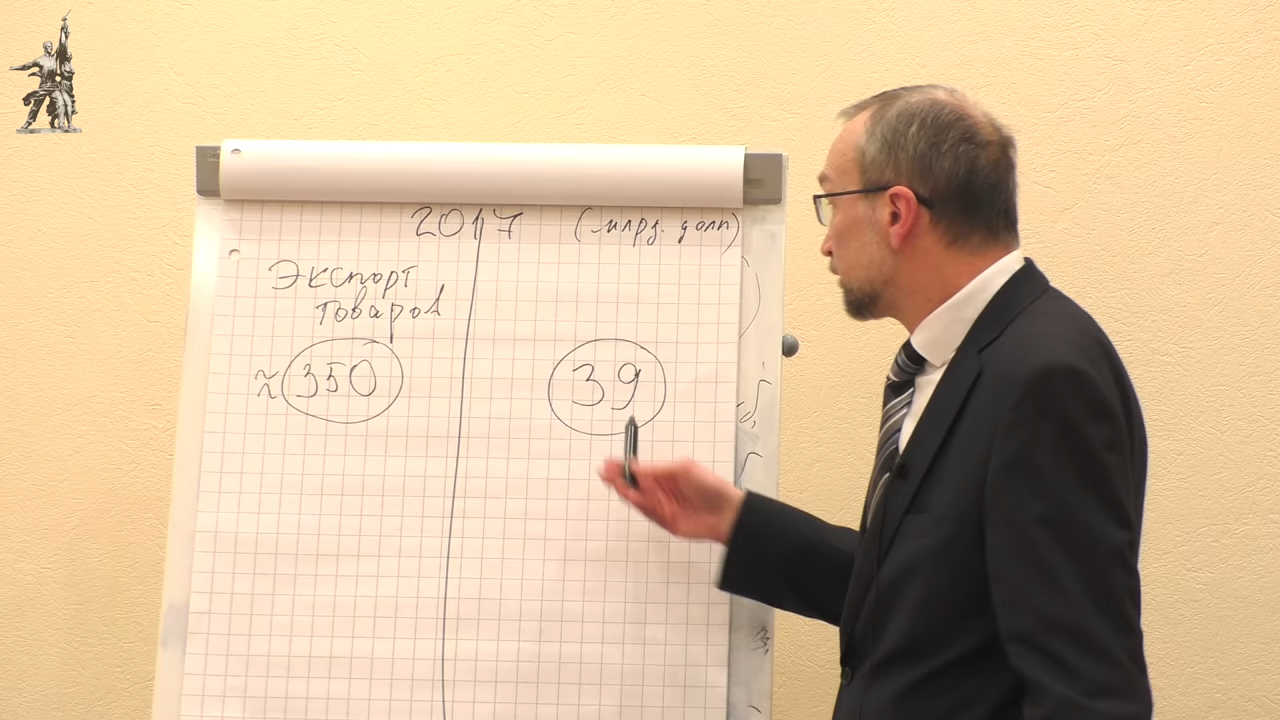 2017 (млрд. долл)
Экспорт
товаров
≈ 350
39